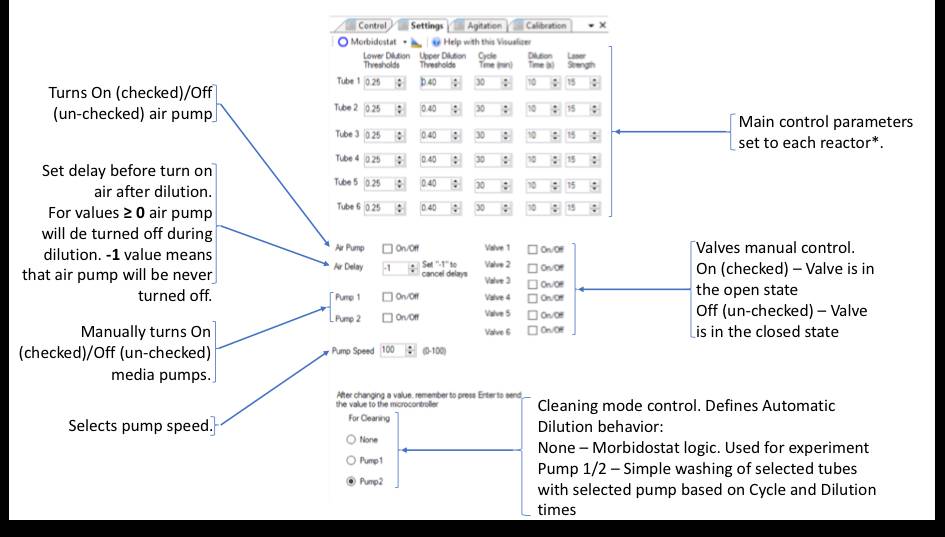 Control Settings Agitation Calibration
Morbidostat Help with this Visualizer
Lower Dilution Thresholds Upper Dilution Thresholds Cycle Time (min) Dilution Time (s) Laser Strength
Tube 1 0.25 0.40 30 10 15
Tube 2 0.25 0.40 30 10 15
Tube 3 0.25 0.40 30 10 15
Tube 4 0.25 0.40 30 10 15
Tube 5 0.25 0.40 30 10 15
Tube 6 0.25 0.40 30 10 15
Turns On (checked)/Off
(un-checked) air pump
Main control parameters
set to each reactor*.
Set delay before turn on
air after dilution.
For values ≥ 0 air pump
will de turned off during
dilution. -1 value means
that air pump will be never
turned off.
Air Pump On/Off
Air Delay -1 Set "-1" to
cancel delays
Pump 1 On/Off
Pump 2 On/Off
Pump Speed 100 (0-100)
Valve 1 On/Off
Valve 2 On/Off
Valve 3 On/Off
Valve 4 On/Off
Valve 5 On/Off
Valve 6 On/Off
Valves manual control.
On (checked) – Valve is in
the open state
Off (un-checked) – Valve
is in the closed state
Manually turns On
(checked)/Off (un-checked)
media pumps.
Selects pump speed.
After changing a value, remember to press Enter to send
the value to the microcontroller
For Cleaning
None
Pump1
Pump2
Cleaning mode control. Defines Automatic
Dilution behavior:
None – Morbidostat logic. Used for experiment
Pump 1/2 – Simple washing of selected tubes
with selected pump based on Cycle and Dilution
times